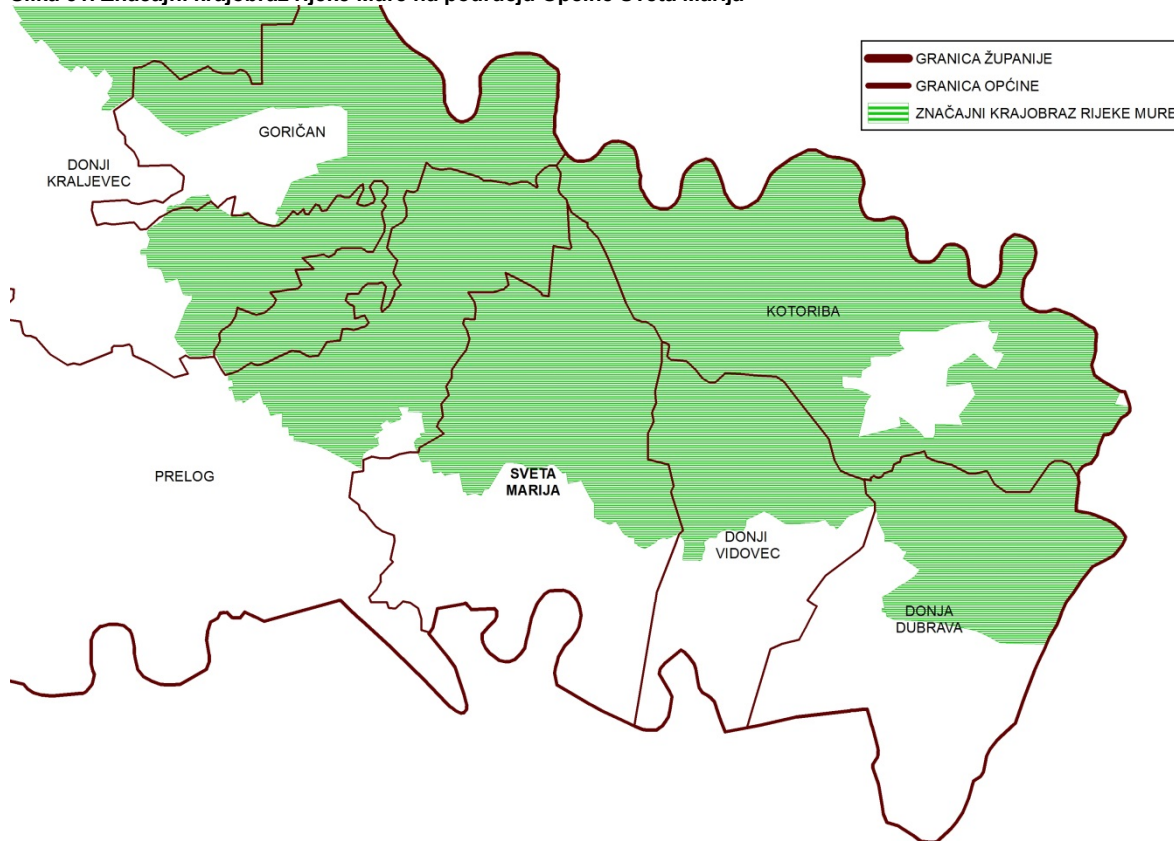 GRANICA ŽUPANIJE
GRANICA OPĆINE
ZNAČAJNI KRAJOBRAZ RIJEKE MURE
GORIČAN
DONJI
KRALJEVEC
KOTORIBA
PRELOG
SVETA
MARIJA
DONJI
VIDOVEC
DONJA
DUBRAVA